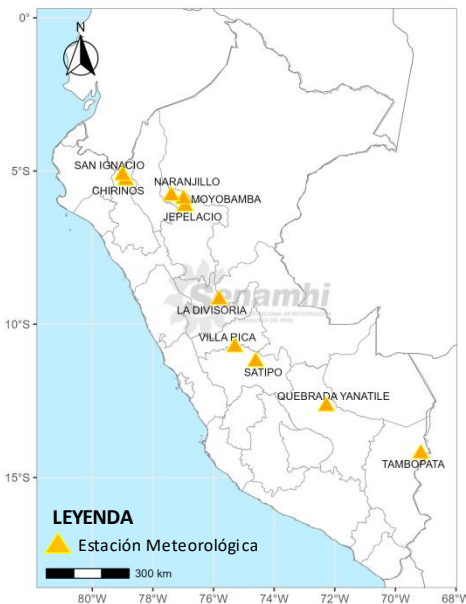 N
0°
5°S
10°S
15°S
SAN IGNACIO
CHIRINOS
NARANJILLO
MOYOBAMBA
JEPELACIO
Senamhi
LA DIVISORIA
VILLA RICA
SATIPO
QUEBRADA YANATILE
TAMBOPATA
LEYENDA
Estación Meteorológica
300 km
80°W 78°W 76°W 74°W 72°W 70°W 68°W